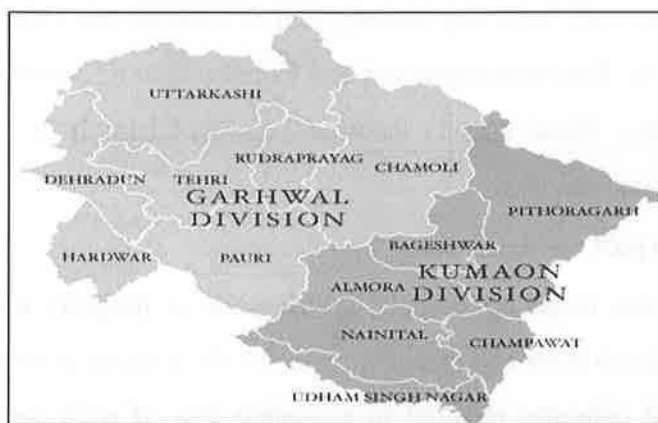 UTTARKASHI
RUDRAPRAYAG
CHAMOLI
DEHRADUN
TEHRI
GARHWAL
DIVISION
PITHORAGARH
HARDWAR
PAURI
BAGESHWAR
KUMAON
DIVISION
ALMORA
NAINITAL
CHAMPAWAT
UDHAM SINGH NAGAR